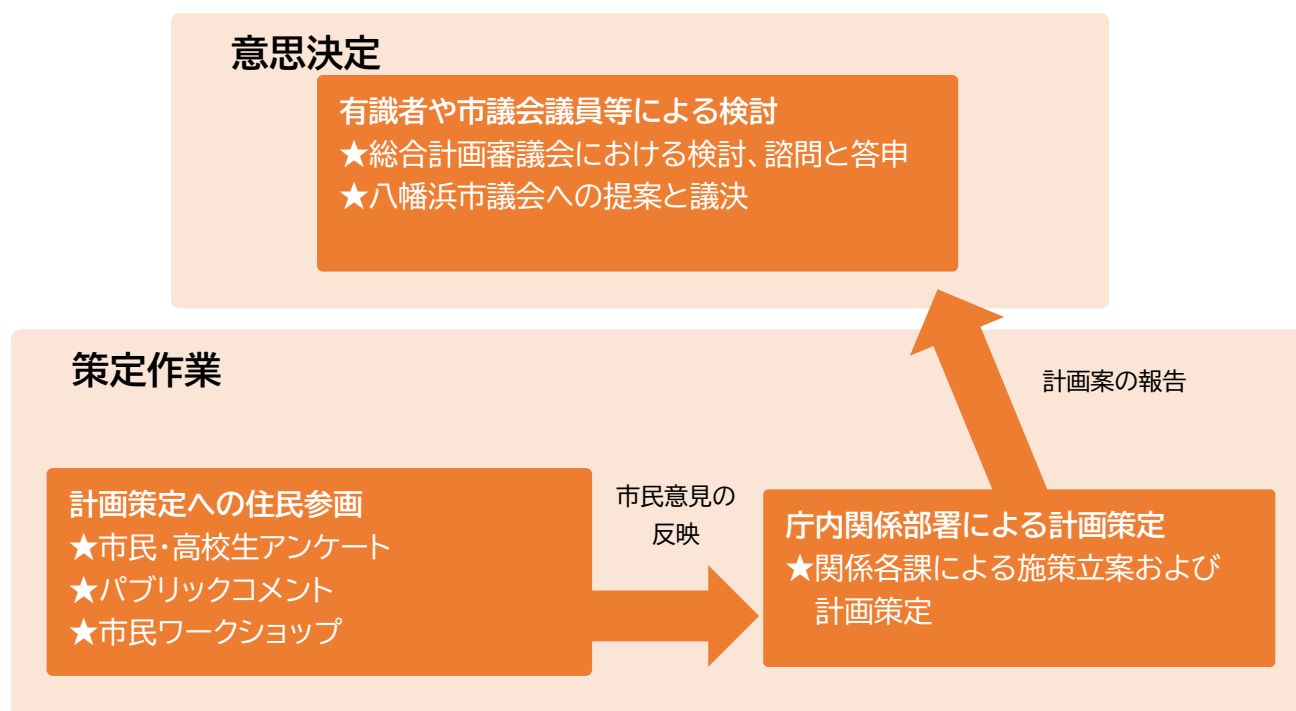 意思決定
有識者や市議会議員等による検討
★総合計画審議会における検討、諮問と答申
★八幡浜市議会への提案と議決
策定作業
計画案の報告
計画策定への住民参画
★市民・高校生アンケート
★パブリックコメント
★市民ワークショップ
市民意見の
反映
庁内関係部署による計画策定
★関係各課による施策立案および
計画策定